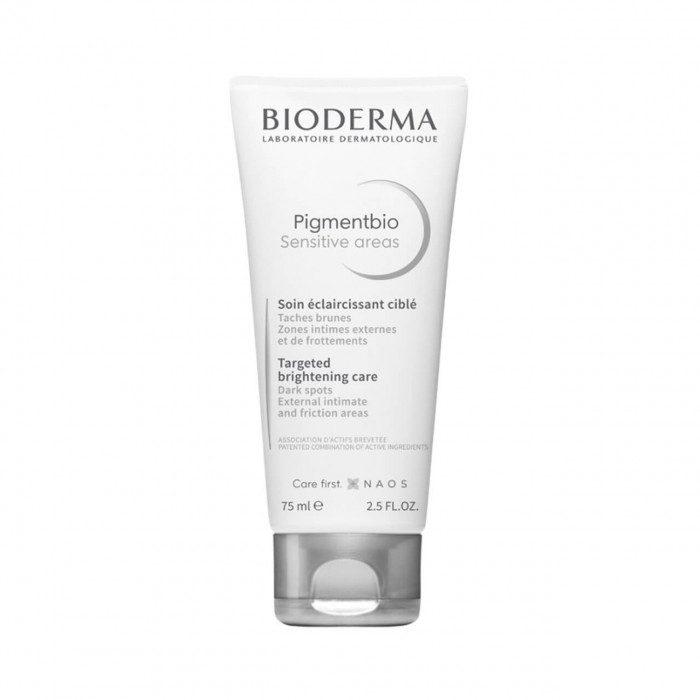 BIODERMA
LABORATOIRE DERMATOLOGIQUE
Pigmentbio
Sensitive areas
Soin éclaircissant ciblé
Taches brunes
Zones intimes externes
et de frottements
Targeted
brightening care
Dark spots
External intimate
and friction areas
ASSOCIATION D'ACTIFS BREVETÉE
PATENTED COMBINATION OF ACTIVE INGREDIENTS
Care first. NAOS
75 ml ℮ 2.5 FL.OZ.